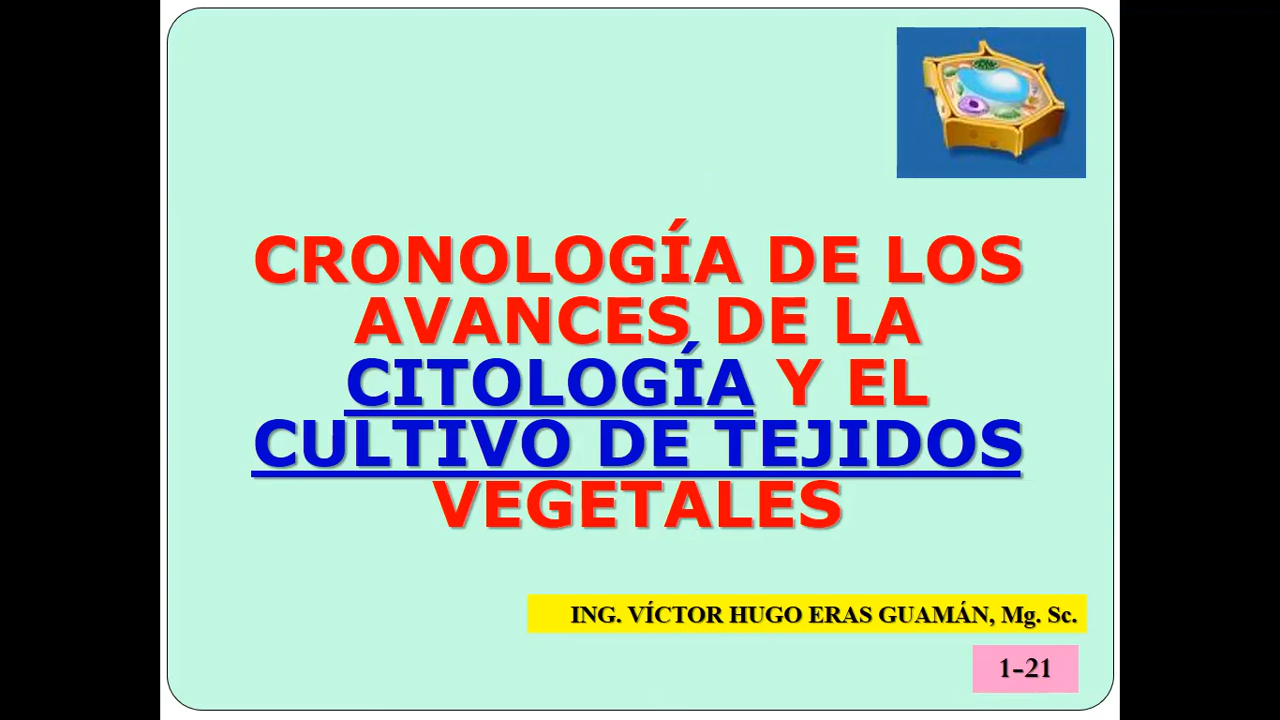 CRONOLOGÍA DE LOS
AVANCES DE LA
CITOLOGÍA Y EL
CULTIVO DE TEJIDOS
VEGETALES
ING. VÍCTOR HUGO ERAS GUAMÁN, Mg. Sc.
1-21